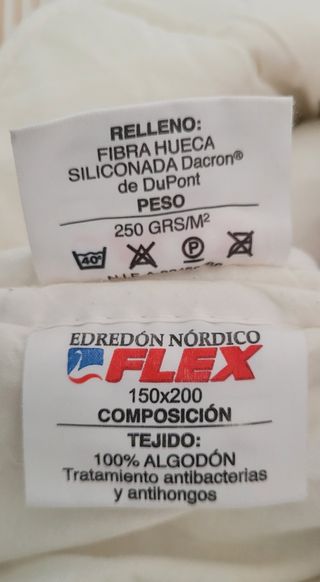 RELLENO:
FIBRA HUECA
SILICONADA Dacron®
de DuPont
PESO
250 GRS/M²
40°
P
EDREDÓN NÓRDICO
FLEX
150x200
COMPOSICIÓN
TEJIDO:
100% ALGODÓN
Tratamiento antibacterias
y antihongos